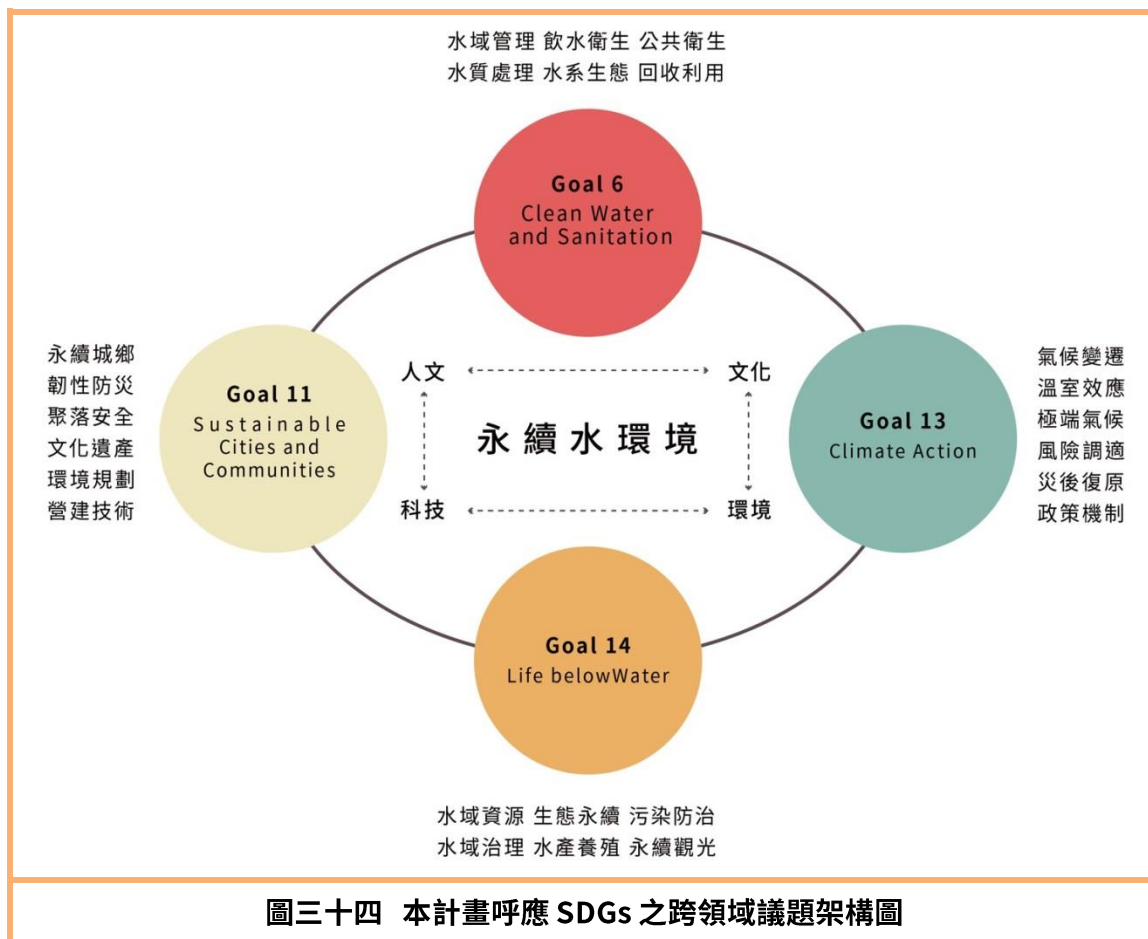 水域管理 飲水衛生 公共衛生
水質處理 水系生態 回收利用
Goal 6
Clean Water
and Sanitation
永續城鄉
韌性防災
聚落安全
文化遺產
環境規劃
營建技術
Goal 11
Sustainable
Cities and
Communities
人文
文化
永續水環境
科技
環境
Goal 13
Climate Action
氣候變遷
溫室效應
極端氣候
風險調適
災後復原
政策機制
Goal 14
Life belowWater
水域資源 生態永續 污染防治
水域治理 水產養殖 永續觀光
圖三十四 本計畫呼應 SDGs 之跨領域議題架構圖